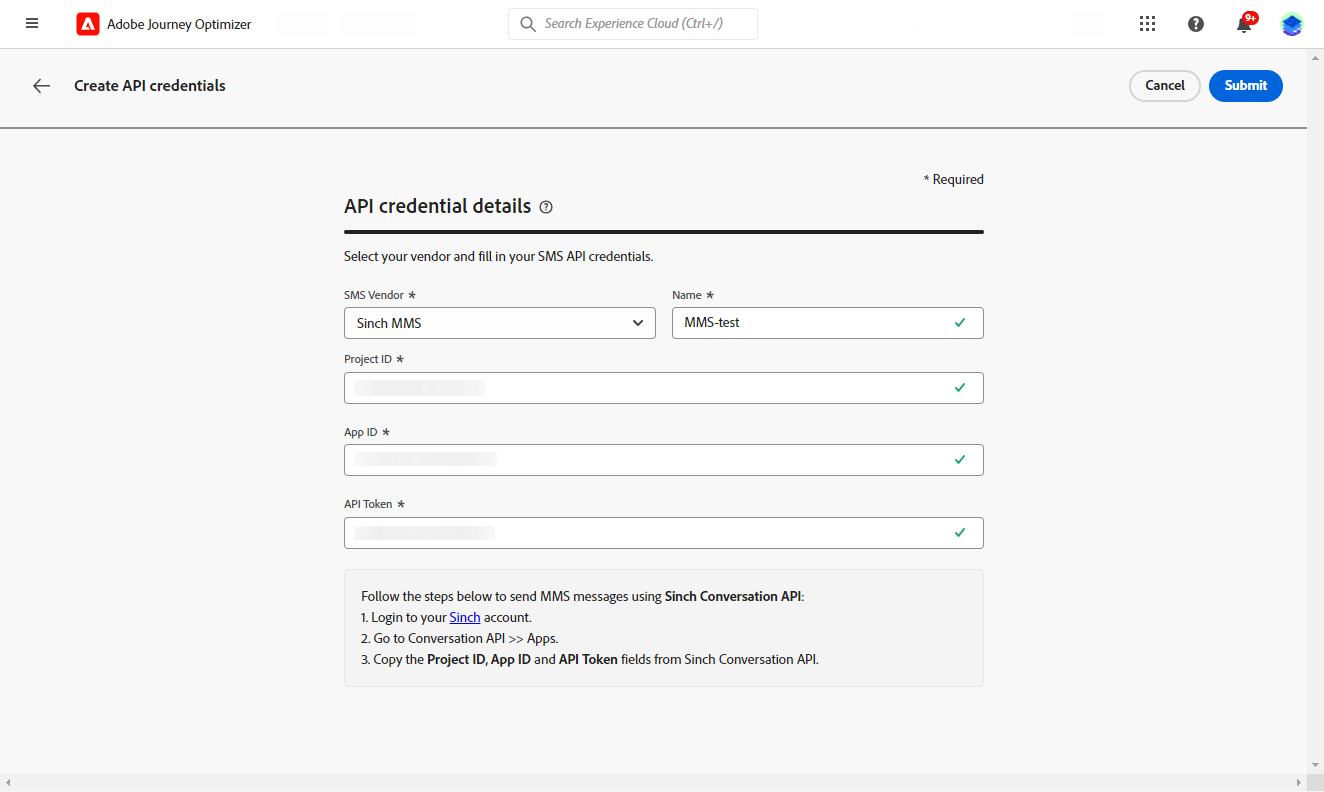 Adobe Journey Optimizer
Search Experience Cloud (Ctrl+/)
9+
Create API credentials
Cancel
Submit
* Required
API credential details
Select your vendor and fill in your SMS API credentials.
SMS Vendor *
Name *
Sinch MMS
MMS-test
Project ID *
App ID *
API Token *
Follow the steps below to send MMS messages using Sinch Conversation API:
1. Login to your Sinch account.
2. Go to Conversation API >> Apps.
3. Copy the Project ID, App ID and API Token fields from Sinch Conversation API.